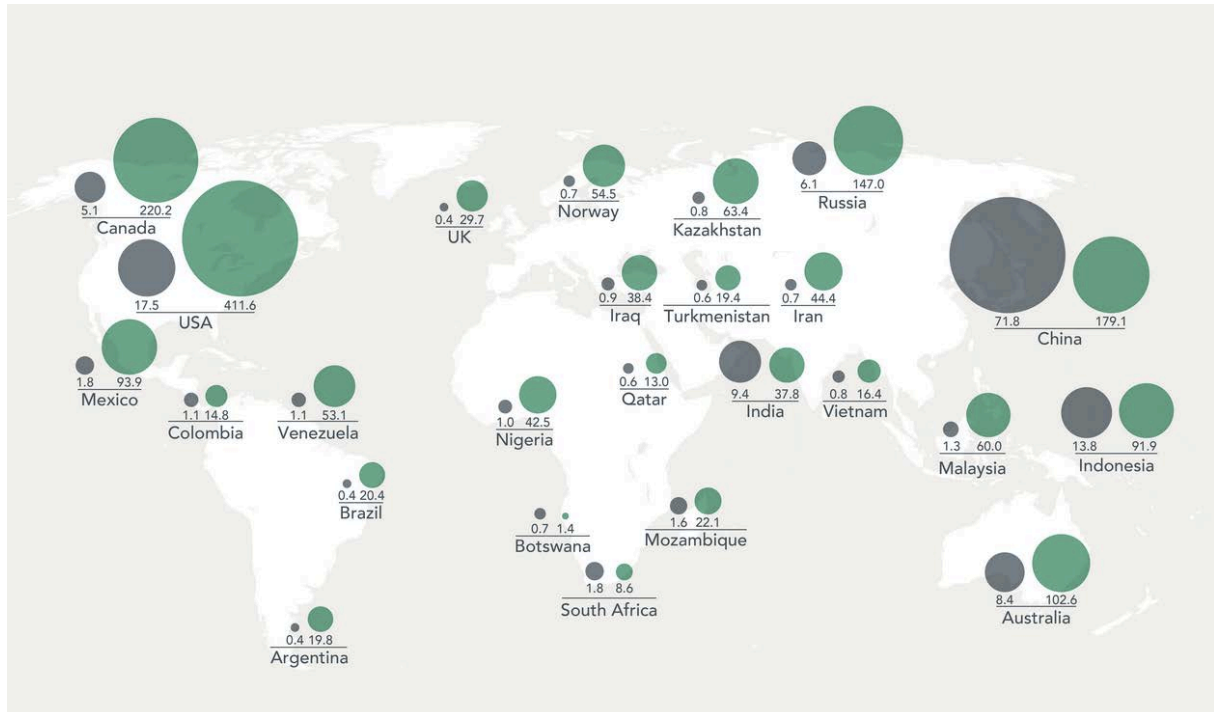 5.1 220.2
Canada
17.5 411.6
USA
1.8 93.9
Mexico
1.1 14.8
Colombia
1.1 53.1
Venezuela
0.4 20.4
Brazil
0.4 19.8
Argentina
0.4 29.7
UK
0.7 54.5
Norway
0.8 63.4
Kazakhstan
6.1 147.0
Russia
0.9 38.4
Iraq
0.6 19.4
Turkmenistan
0.7 44.4
Iran
71.8 179.1
China
0.6 13.0
Qatar
9.4 37.8
India
0.8 16.4
Vietnam
1.0 42.5
Nigeria
1.3 60.0
Malaysia
13.8 91.9
Indonesia
0.7 1.4
Botswana
1.6 22.1
Mozambique
1.8 8.6
South Africa
8.4 102.6
Australia